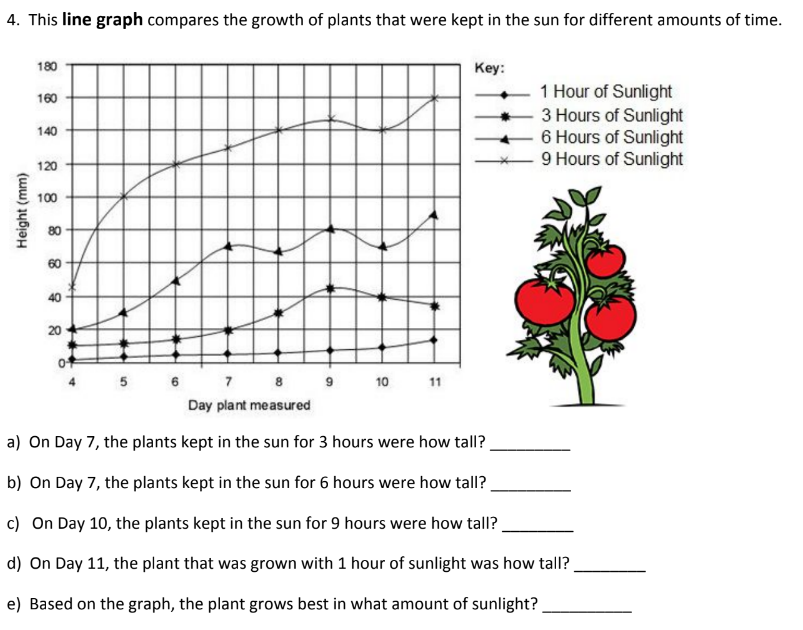 4. This line graph compares the growth of plants that were kept in the sun for different amounts of time.
Key:
1 Hour of Sunlight
3 Hours of Sunlight
6 Hours of Sunlight
9 Hours of Sunlight
Height (mm)
180
160
140
120
100
80
60
40
20
0
4 5 6 7 8 9 10 11
Day plant measured
a) On Day 7, the plants kept in the sun for 3 hours were how tall? _________
b) On Day 7, the plants kept in the sun for 6 hours were how tall? _________
c) On Day 10, the plants kept in the sun for 9 hours were how tall? ________
d) On Day 11, the plant that was grown with 1 hour of sunlight was how tall? ________
e) Based on the graph, the plant grows best in what amount of sunlight? __________